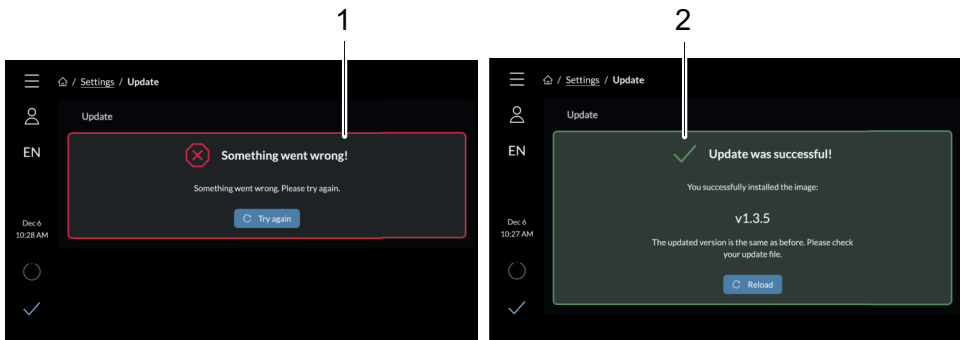 1
/ Settings / Update
Update
EN
Something went wrong!
Something went wrong. Please try again.
Try again
Dec 6
10:28 AM
2
/ Settings / Update
Update
EN
Update was successful!
You successfully installed the image:
v1.3.5
Dec 6
10:27 AM
The updated version is the same as before. Please check
your update file.
Reload